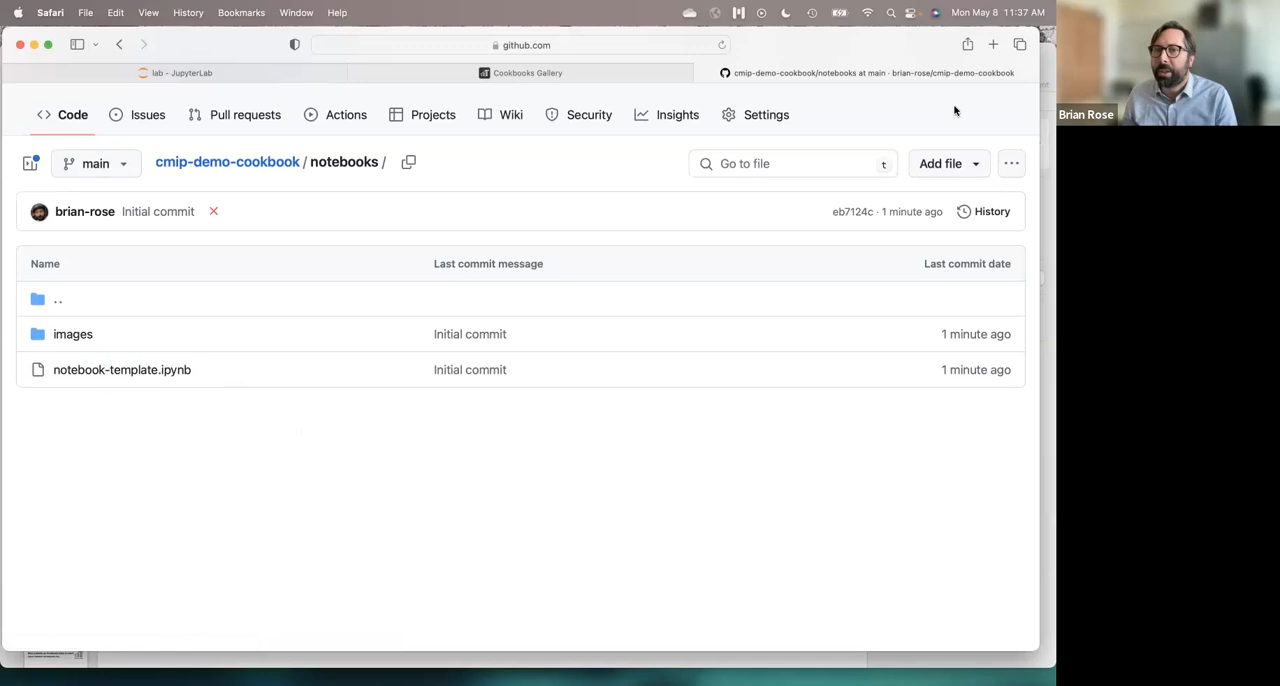 Safari File Edit View History Bookmarks Window Help Mon May 8 11:37 AM
github.com
lab - JupyterLab Cookbooks Gallery cmip-demo-cookbook/notebooks at main · brian-rose/cmip-demo-cookbook
Code Issues Pull requests Actions Projects Wiki Security Insights Settings
Brian Rose
main cmip-demo-cookbook / notebooks / Go to file t Add file ...
brian-rose Initial commit eb7124c · 1 minute ago History
Name Last commit message Last commit date
..
images Initial commit 1 minute ago
notebook-template.ipynb Initial commit 1 minute ago